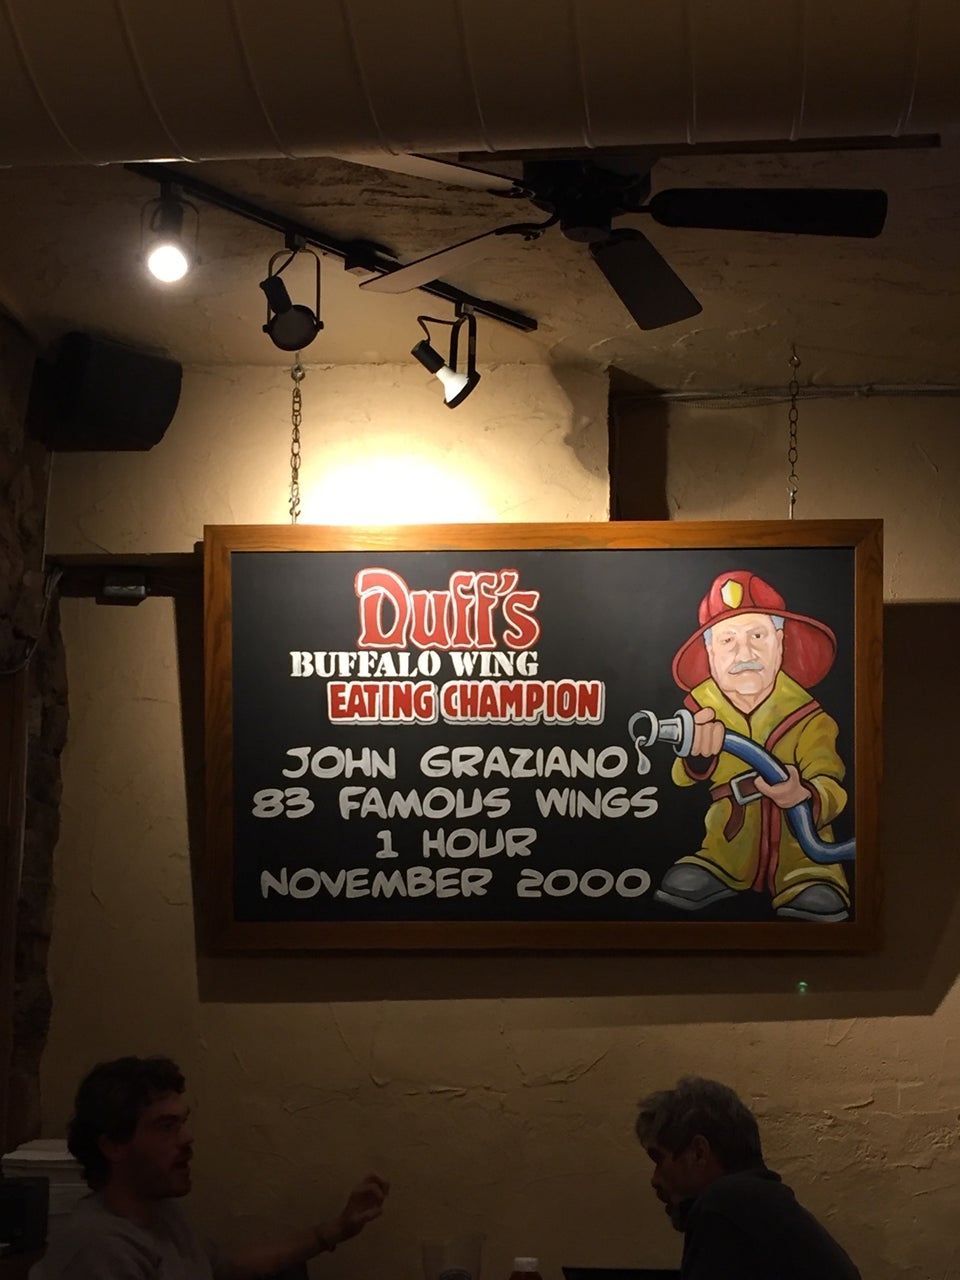 Duff's
BUFFALO WING
EATING CHAMPION
JOHN GRAZIANO
83 FAMOUS WINGS
1 HOUR
NOVEMBER 2000